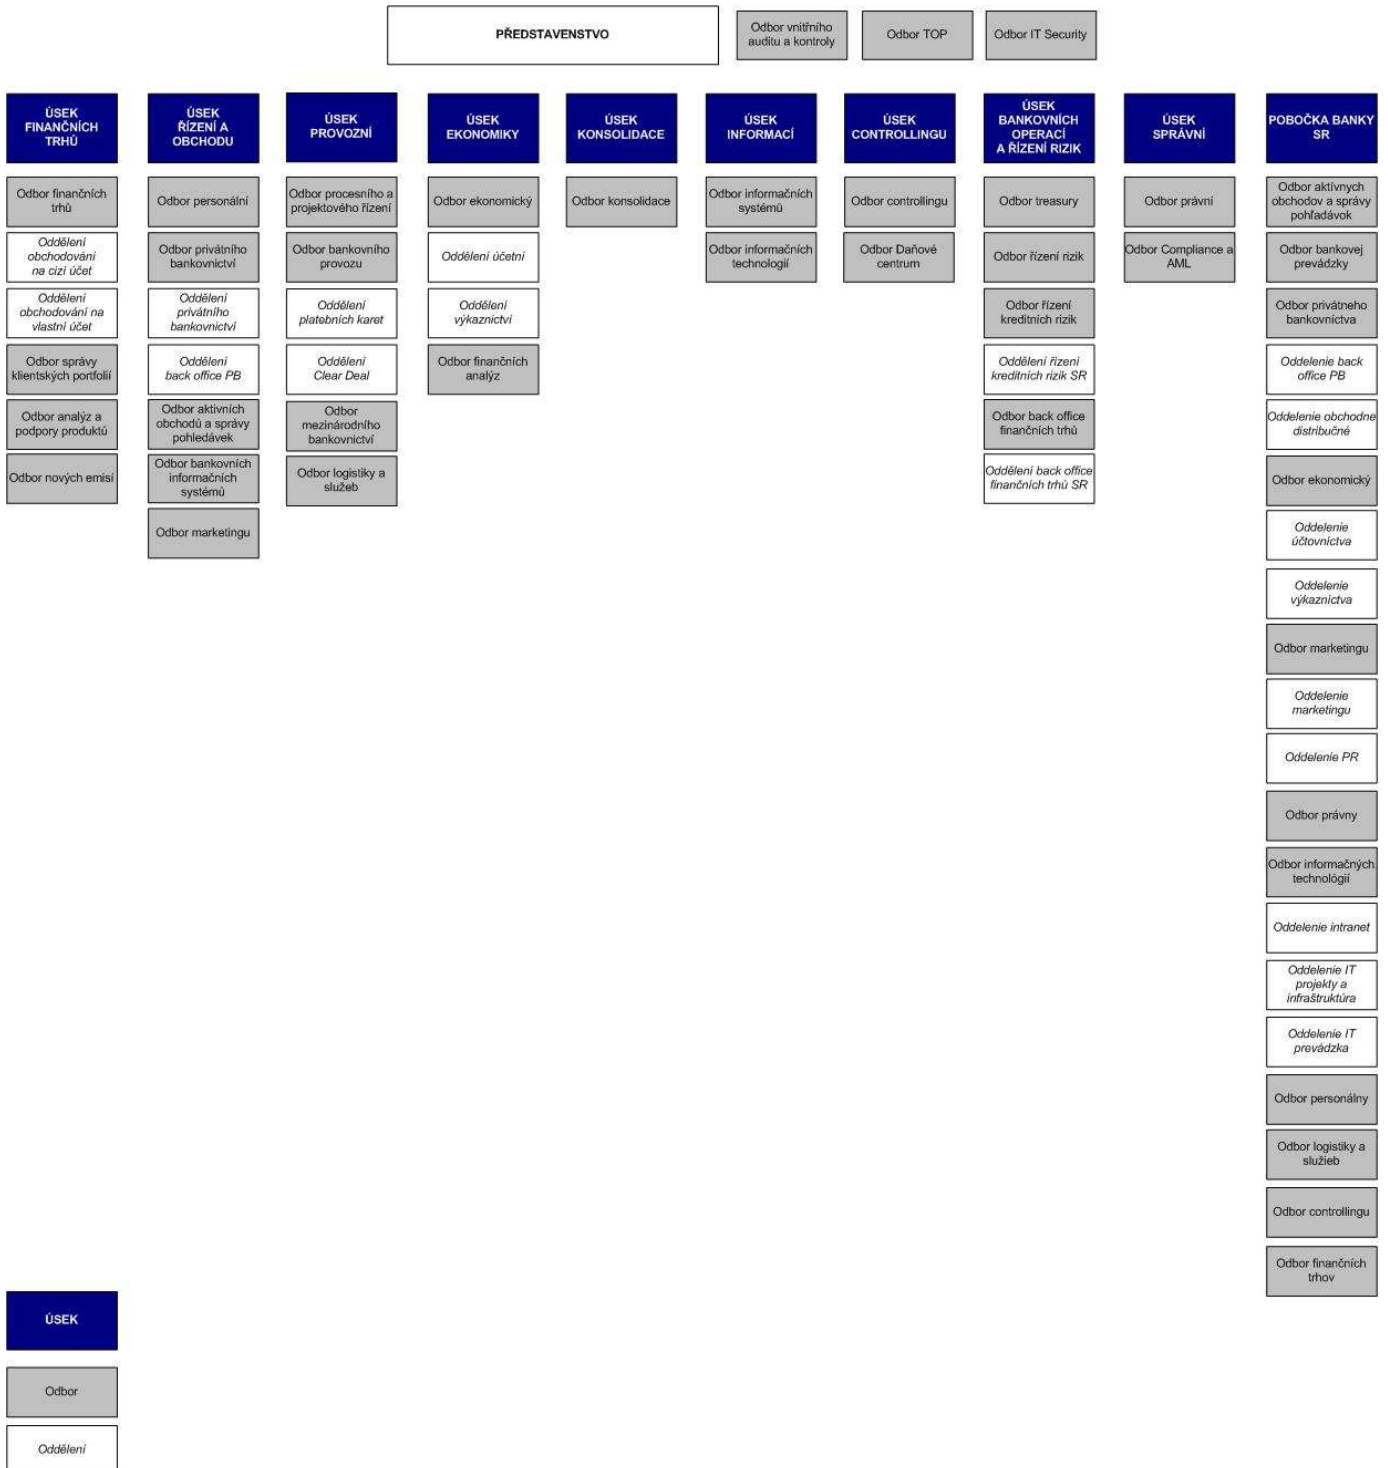 PŘEDSTAVENSTVO
Odbor vnitřního
auditu a kontroly
Odbor TOP
Odbor IT Security
ÚSEK
FINANČNÍCH
TRHŮ
Odbor finančních
trhů
Oddělení
obchodování
na cizí účet
Oddělení
obchodování na
vlastní účet
Odbor správy
klientských portfolií
Odbor analýz a
podpory produktů
Odbor nových emisí
ÚSEK
ŘÍZENÍ A
OBCHODU
Odbor personální
Odbor privátního
bankovnictví
Oddělení
privátního
bankovnictví
Oddělení
back office PB
Odbor aktivních
obchodů a správy
pohledávek
Odbor bankovních
informačních
systémů
Odbor marketingu
ÚSEK
PROVOZNÍ
Odbor procesního a
projektového řízení
Odbor bankovního
provozu
Oddělení
platebních karet
Oddělení
Clear Deal
Odbor
mezinárodního
bankovnictví
Odbor logistiky a
služeb
ÚSEK
EKONOMIKY
Odbor ekonomický
Oddělení účetní
Oddělení
výkaznictví
Odbor finančních
analýz
ÚSEK
KONSOLIDACE
Odbor konsolidace
ÚSEK
INFORMACÍ
Odbor informačních
systémů
Odbor informačních
technologií
ÚSEK
CONTROLLINGU
Odbor controllingu
Odbor Daňové
centrum
ÚSEK
BANKOVNÍCH
OPERACÍ
A ŘÍZENÍ RIZIK
Odbor treasury
Odbor řízení rizik
Odbor řízení
kreditních rizik
Oddělení řízení
kreditních rizik SR
Odbor back office
finančních trhů
Oddělení back office
finančních trhů SR
ÚSEK
SPRÁVNÍ
Odbor právní
Odbor Compliance a
AML
POBOČKA BANKY
SR
Odbor aktívnych
obchodov a správy
pohľadávok
Odbor bankovej
prevádzky
Odbor privátneho
bankovníctva
Oddelenie back
office PB
Oddelenie obchodne
distribučné
Odbor ekonomický
Oddelenie
účtovníctva
Oddelenie
výkazníctva
Odbor marketingu
Oddelenie
marketingu
Oddelenie PR
Odbor právny
Odbor informačných
technológií
Oddelenie intranet
Oddelenie IT
projekty a
infraštruktúra
Oddelenie IT
prevádzka
Odbor personálny
Odbor logistiky a
služieb
Odbor controllingu
Odbor finančních
trhov
ÚSEK
Odbor
Oddělení